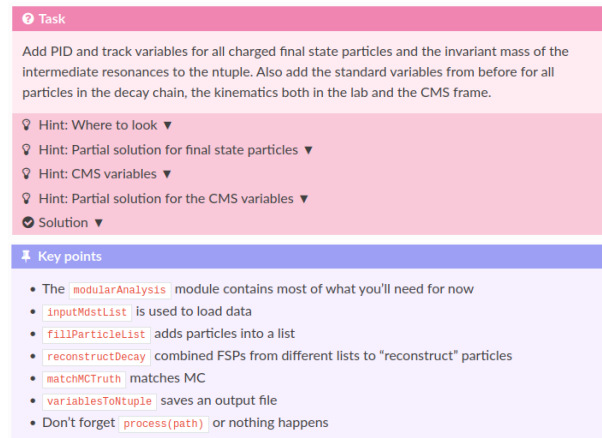 Task
Add PID and track variables for all charged final state particles and the invariant mass of the
intermediate resonances to the ntuple. Also add the standard variables from before for all
particles in the decay chain, the kinematics both in the lab and the CMS frame.
Hint: Where to look ▼
Hint: Partial solution for final state particles ▼
Hint: CMS variables ▼
Hint: Partial solution for the CMS variables ▼
Solution ▼
Key points
• The modularAnalysis module contains most of what you’ll need for now
• inputMdstList is used to load data
• fillParticleList adds particles into a list
• reconstructDecay combined FSPs from different lists to “reconstruct” particles
• matchMCTruth matches MC
• variablesToNtuple saves an output file
• Don’t forget process(path) or nothing happens